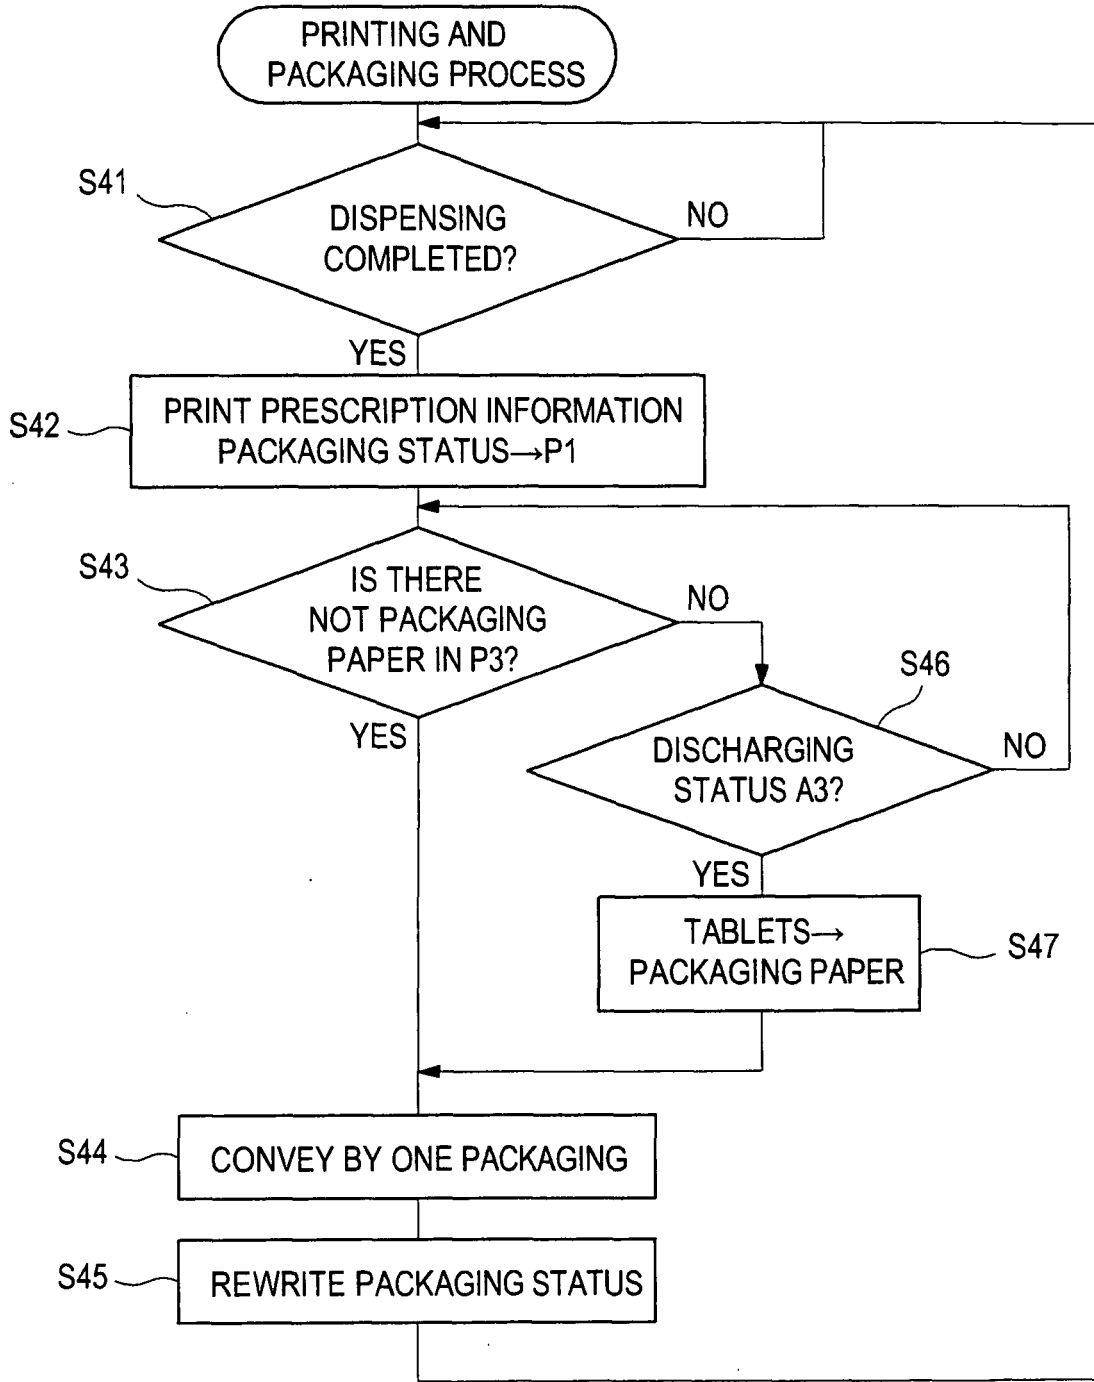 PRINTING AND
PACKAGING PROCESS
S41
DISPENSING
COMPLETED?
NO
YES
S42
PRINT PRESCRIPTION INFORMATION
PACKAGING STATUS→P1
S43
IS THERE
NOT PACKAGING
PAPER IN P3?
NO
YES
S46
DISCHARGING
STATUS A3?
NO
YES
TABLETS→
PACKAGING PAPER
S47
S44
CONVEY BY ONE PACKAGING
S45
REWRITE PACKAGING STATUS